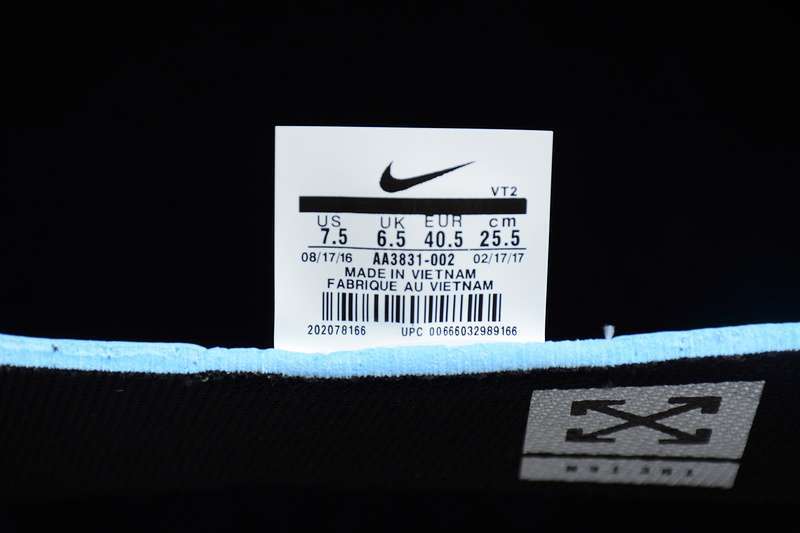 VT2
US UK EUR cm
7.5 6.5 40.5 25.5
08/17/16 AA3831-002 02/17/17
MADE IN VIETNAM
FABRIQUE AU VIETNAM
202078166 UPC 00666032989166